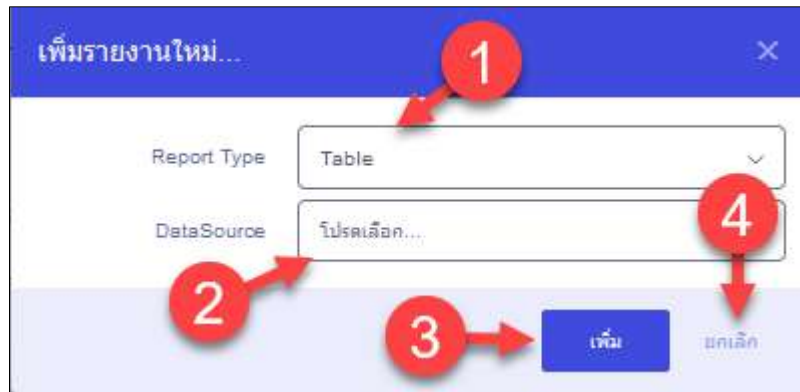 เพิ่มรายงานใหม่...
1
Report Type
Table
DataSource
โปรดเลือก...
4
2
3
เพิ่ม
ยกเลิก